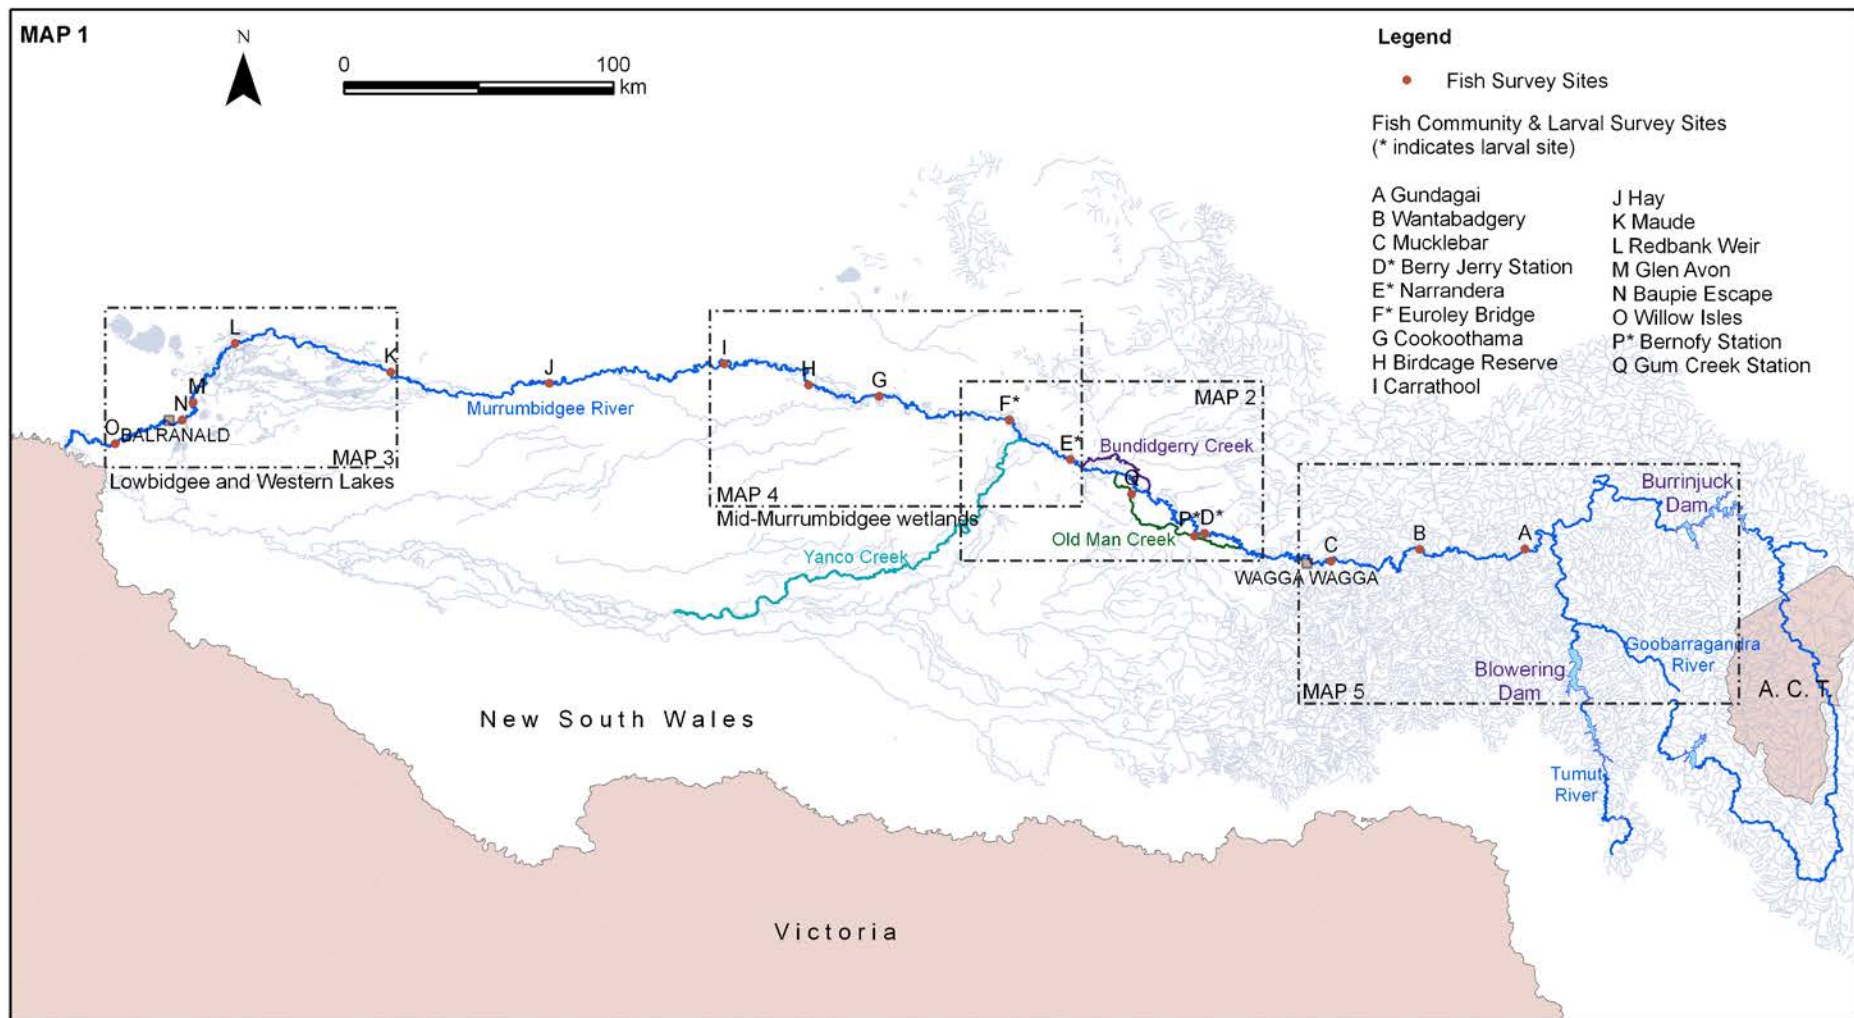 MAP 1
N
0 100
km
Legend
Fish Survey Sites
Fish Community & Larval Survey Sites
(* indicates larval site)
A Gundagai
B Wantabadgery
C Mucklebar
D* Berry Jerry Station
E* Narrandera
F* Euroley Bridge
G Cookoothama
H Birdcage Reserve
I Carrathool
J Hay
K Maude
L Redbank Weir
M Glen Avon
N Baupie Escape
O Willow Isles
P* Bernofy Station
Q Gum Creek Station
L
K
J
I
H
G
M
N
O
BALRANALD
MAP 3
Lowbidgee and Western Lakes
Murrumbidgee River
F*
MAP 2
E*
Bundidgerry Creek
Q
MAP 4
Mid-Murrumbidgee wetlands
P*
D*
Old Man Creek
Yanco Creek
C
B
A
WAGGA WAGGA
Burrinjuck
Dam
Goobarragandra
River
Blowering
Dam
MAP 5
A. C. T.
Tumut
River
New South Wales
Victoria